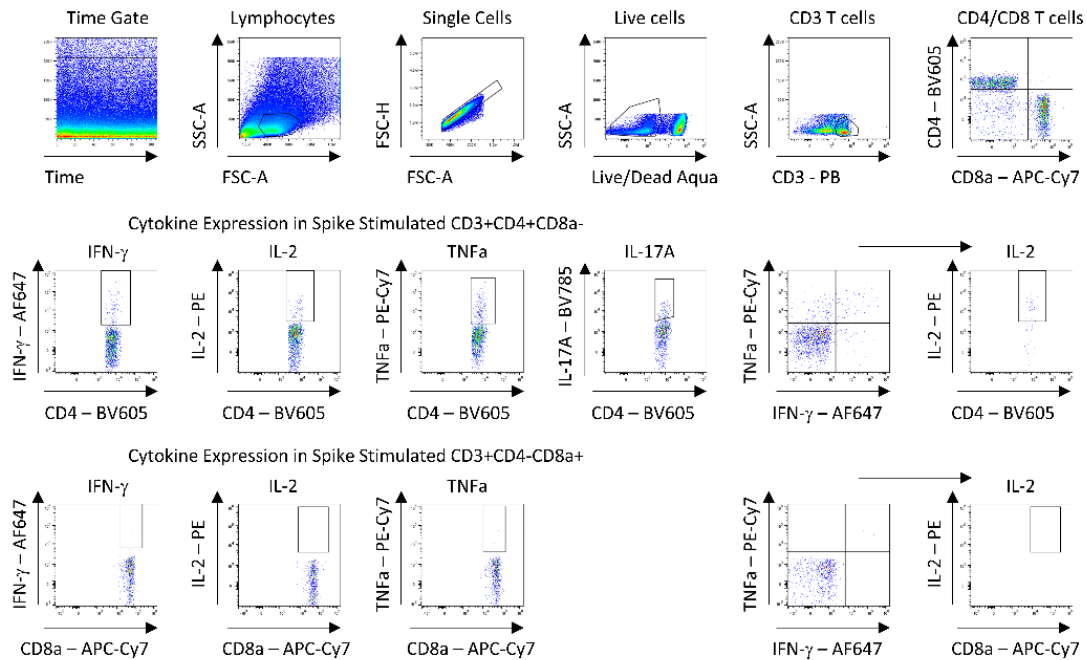 Time Gate
Lymphocytes
Single Cells
Live cells
CD3 T cells
CD4/CD8 T cells
SSC-A
FSC-H
SSC-A
SSC-A
CD4 – BV605
Time
FSC-A
FSC-A
Live/Dead Aqua
CD3 - PB
CD8a – APC-Cy7
Cytokine Expression in Spike Stimulated CD3+CD4+CD8a-
IFN-γ
IL-2
TNFa
IL-17A
IL-2
IFN-γ – AF647
IL-2 – PE
TNFa – PE-Cy7
IL-17A – BV785
TNFa – PE-Cy7
IL-2 – PE
CD4 – BV605
CD4 – BV605
CD4 – BV605
CD4 – BV605
IFN-γ – AF647
CD4 – BV605
Cytokine Expression in Spike Stimulated CD3+CD4-CD8a+
IFN-γ
IL-2
TNFa
IL-2
IFN-γ – AF647
IL-2 – PE
TNFa – PE-Cy7
TNFa – PE-Cy7
IL-2 – PE
CD8a – APC-Cy7
CD8a – APC-Cy7
CD8a – APC-Cy7
IFN-γ – AF647
CD8a – APC-Cy7